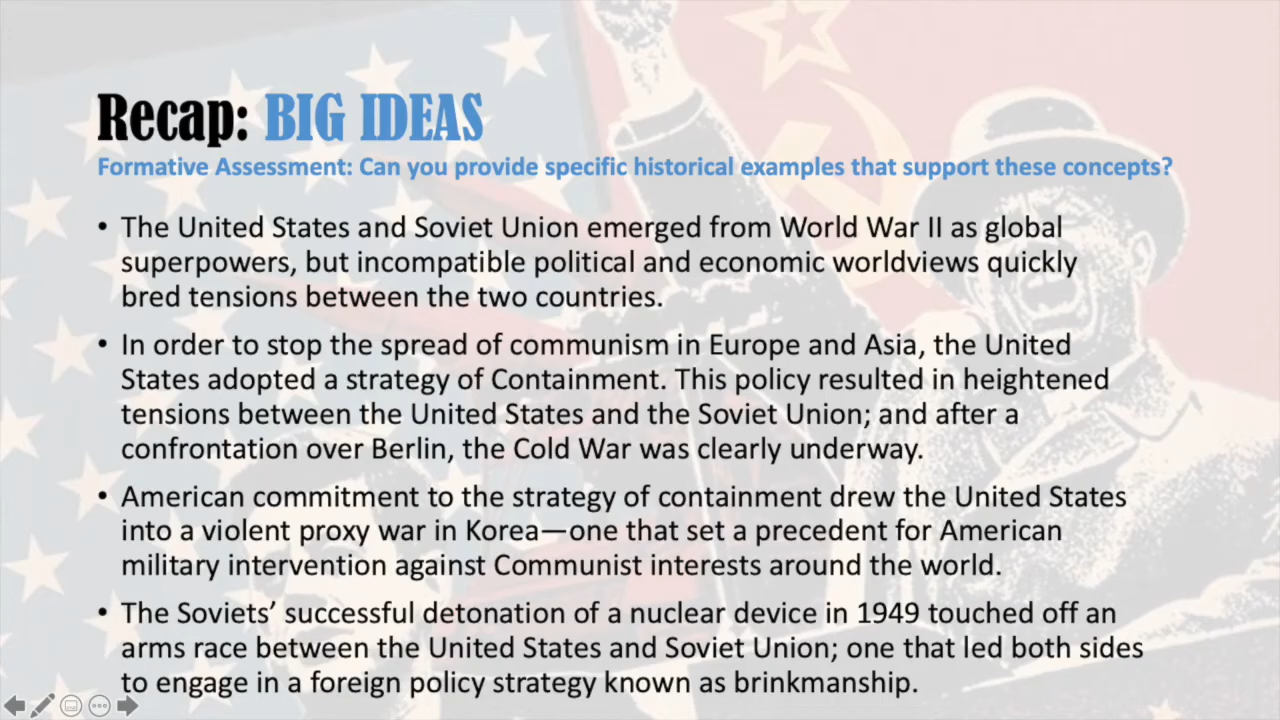 Recap: BIG IDEAS
Formative Assessment: Can you provide specific historical examples that support these concepts?
• The United States and Soviet Union emerged from World War II as global
superpowers, but incompatible political and economic worldviews quickly
bred tensions between the two countries.
• In order to stop the spread of communism in Europe and Asia, the United
States adopted a strategy of Containment. This policy resulted in heightened
tensions between the United States and the Soviet Union; and after a
confrontation over Berlin, the Cold War was clearly underway.
• American commitment to the strategy of containment drew the United States
into a violent proxy war in Korea—one that set a precedent for American
military intervention against Communist interests around the world.
• The Soviets’ successful detonation of a nuclear device in 1949 touched off an
arms race between the United States and Soviet Union; one that led both sides
to engage in a foreign policy strategy known as brinkmanship.